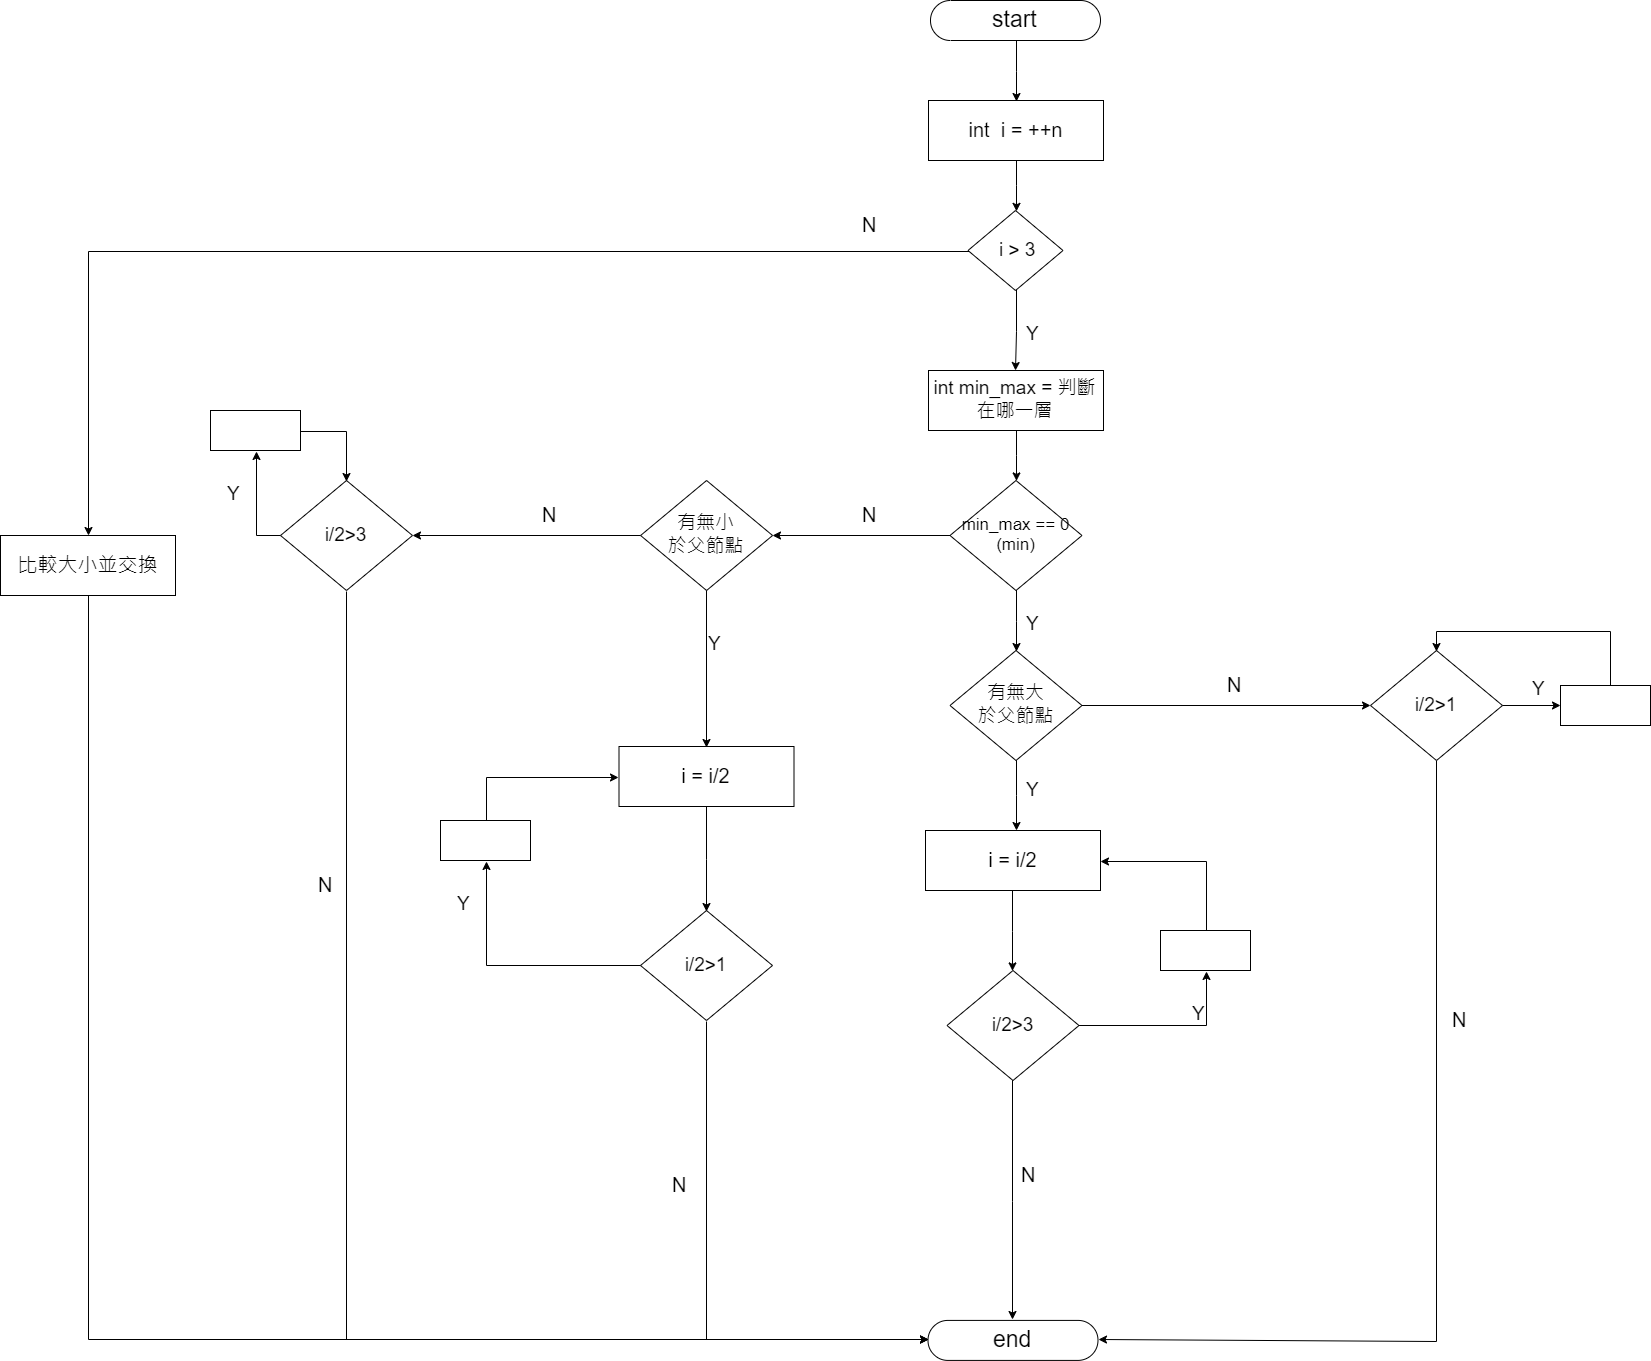 start
int  i = ++n
N
i > 3
Y
int min_max = 判斷
在哪一層
Y
N
N
有無小
於父節點
min_max == 0
(min)
i/2>3
比較大小並交換
Y
Y
N
Y
有無大
於父節點
i/2>1
i = i/2
Y
i = i/2
N
Y
i/2>1
Y
i/2>3
N
N
N
end